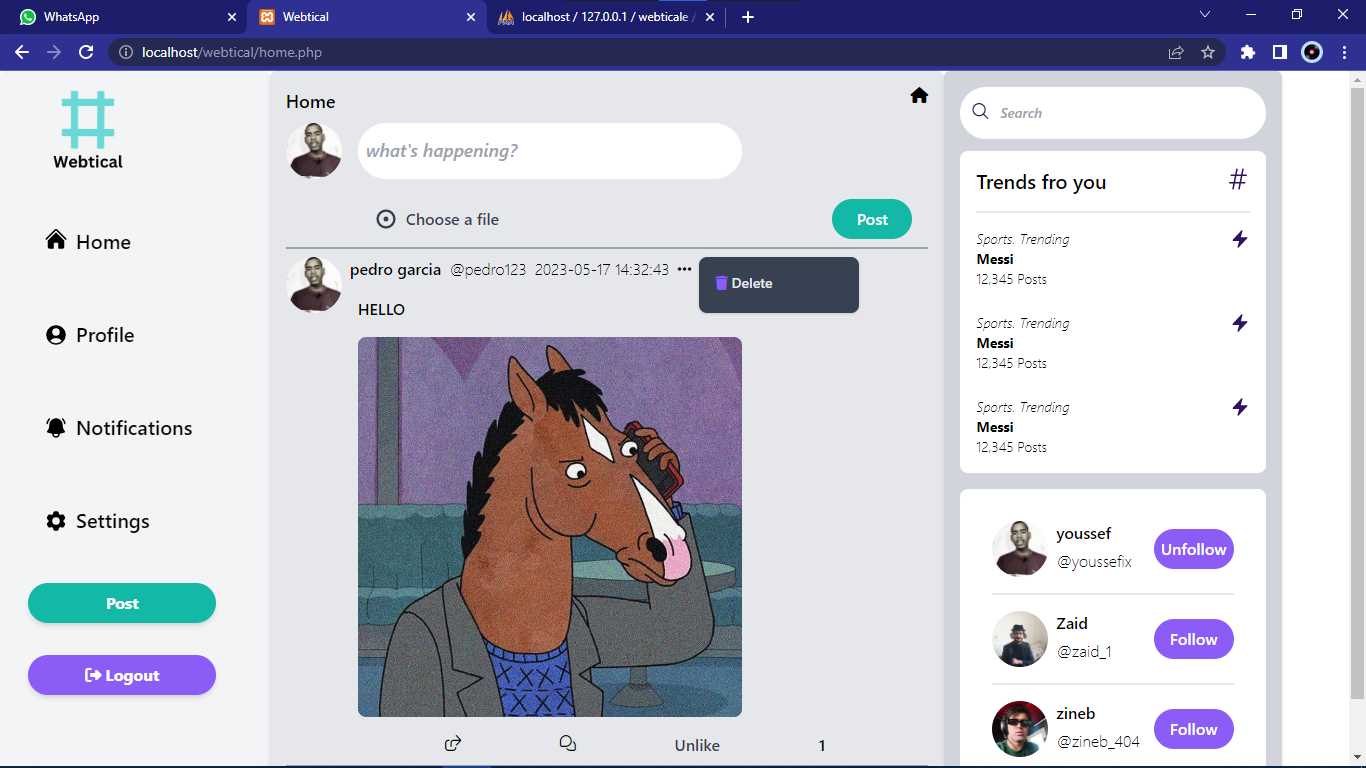 WhatsApp
Webtical
localhost / 127.0.0.1 / webticale /
localhost/webtical/home.php
Webtical
Home
Profile
Notifications
Settings
Post
Logout
Home
what's happening?
Choose a file
Post
pedro garcia @pedro123 2023-05-17 14:32:43
Delete
HELLO
Unlike 1
Search
Trends fro you
Sports. Trending
Messi
12,345 Posts
Sports. Trending
Messi
12,345 Posts
Sports. Trending
Messi
12,345 Posts
youssef
@youssefix
Unfollow
Zaid
@zaid_1
Follow
zineb
@zineb_404
Follow